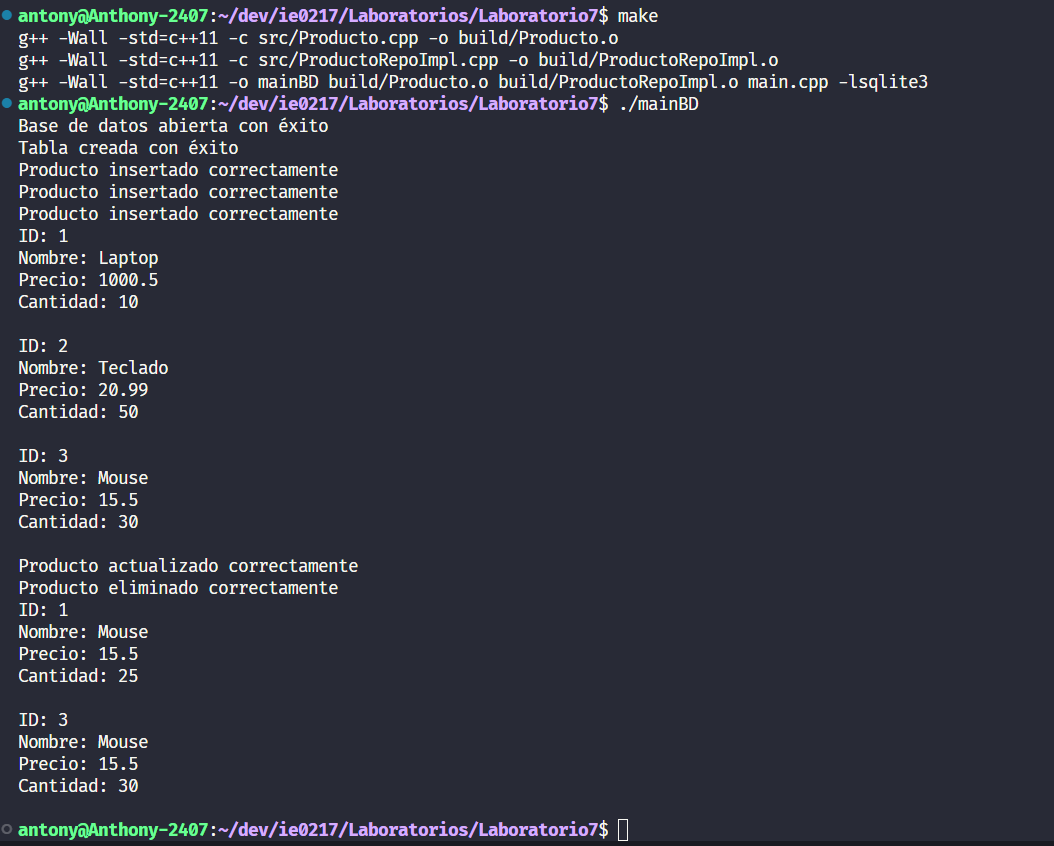 antony@Anthony-2407:~/dev/ie0217/Laboratorios/Laboratorio7$ make
g++ -Wall -std=c++11 -c src/Producto.cpp -o build/Producto.o
g++ -Wall -std=c++11 -c src/ProductoRepoImpl.cpp -o build/ProductoRepoImpl.o
g++ -Wall -std=c++11 -o mainBD build/Producto.o build/ProductoRepoImpl.o main.cpp -lsqlite3
antony@Anthony-2407:~/dev/ie0217/Laboratorios/Laboratorio7$ ./mainBD
Base de datos abierta con éxito
Tabla creada con éxito
Producto insertado correctamente
Producto insertado correctamente
Producto insertado correctamente
ID: 1
Nombre: Laptop
Precio: 1000.5
Cantidad: 10

ID: 2
Nombre: Teclado
Precio: 20.99
Cantidad: 50

ID: 3
Nombre: Mouse
Precio: 15.5
Cantidad: 30

Producto actualizado correctamente
Producto eliminado correctamente
ID: 1
Nombre: Mouse
Precio: 15.5
Cantidad: 25

ID: 3
Nombre: Mouse
Precio: 15.5
Cantidad: 30

antony@Anthony-2407:~/dev/ie0217/Laboratorios/Laboratorio7$